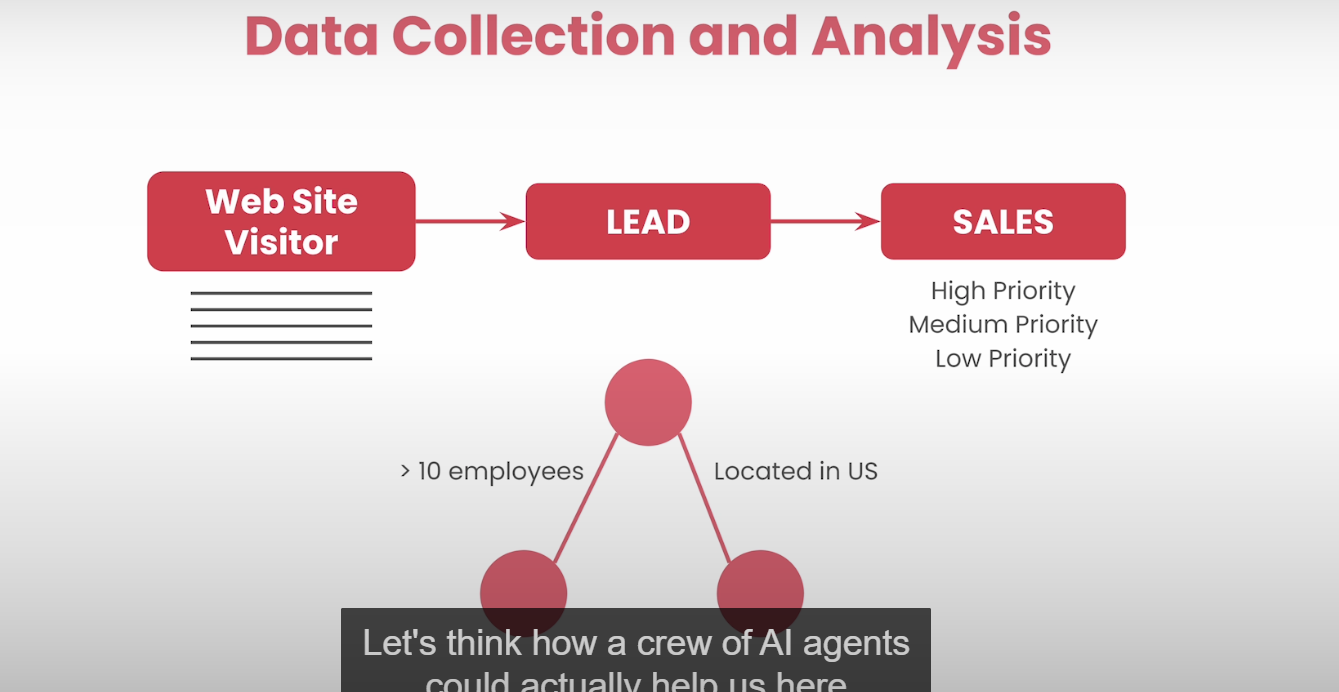 Data Collection and Analysis
Web Site
Visitor
LEAD
SALES
High Priority
Medium Priority
Low Priority
> 10 employees
Located in US
Let's think how a crew of AI agents
could actually help us here